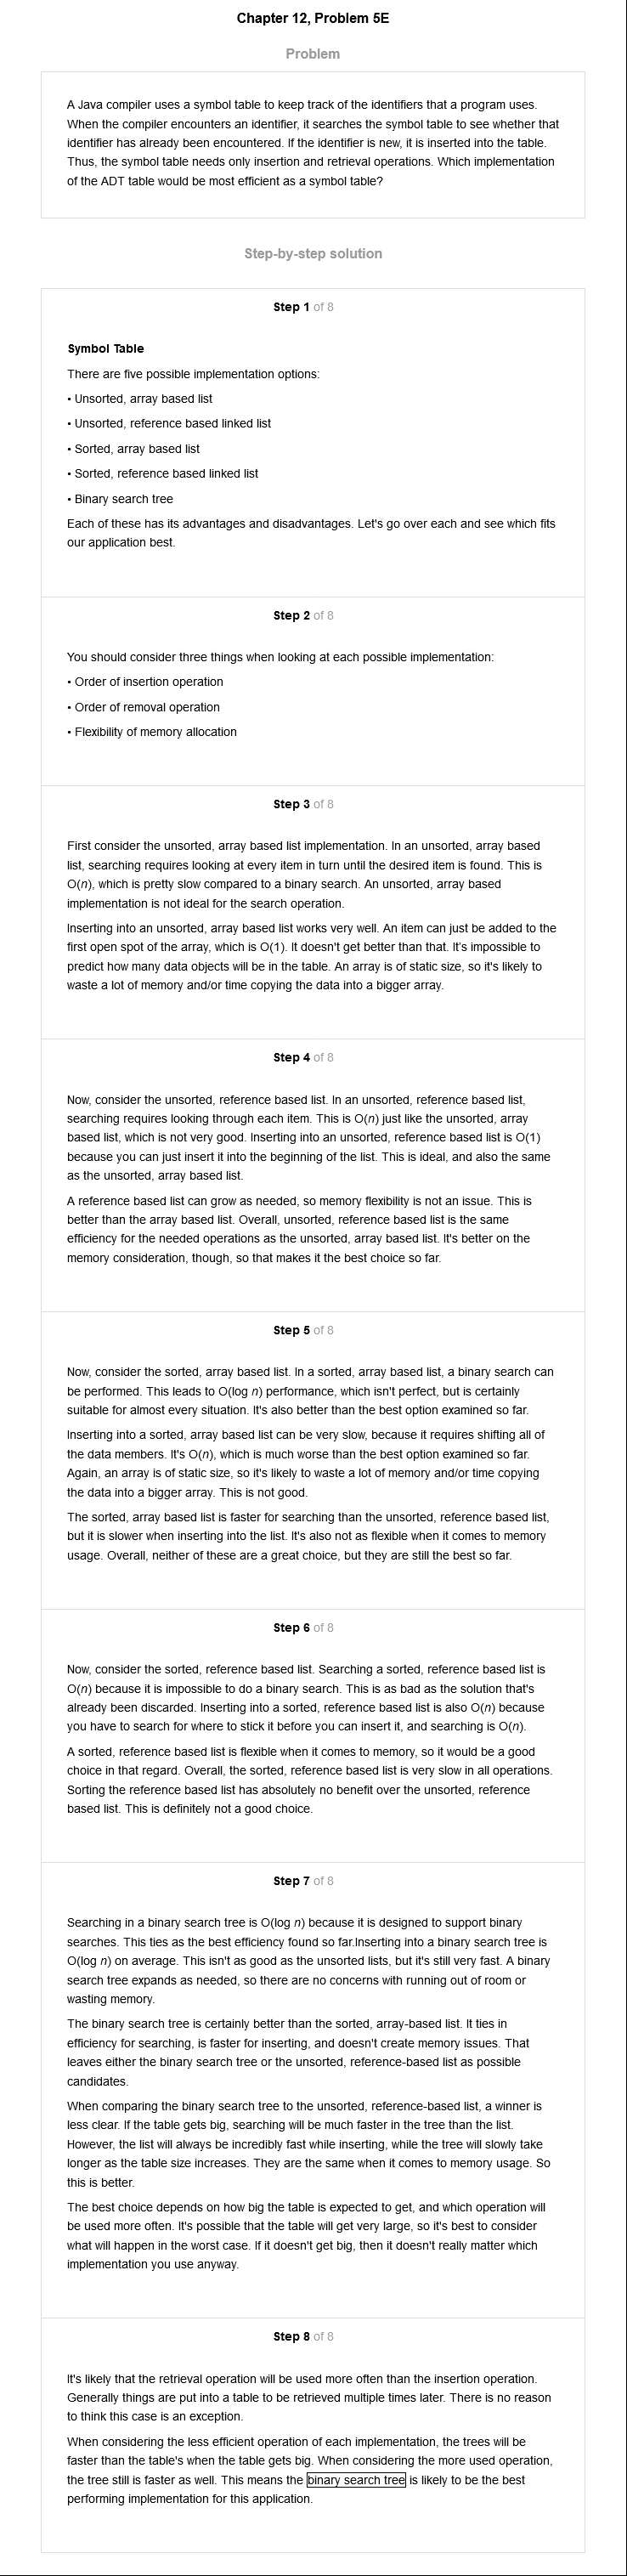 Chapter 12, Problem 5E
Problem
A Java compiler uses a symbol table to keep track of the identifiers that a program uses.
When the compiler encounters an identifier, it searches the symbol table to see whether that
identifier has already been encountered. If the identifier is new, it is inserted into the table.
Thus, the symbol table needs only insertion and retrieval operations. Which implementation
of the ADT table would be most efficient as a symbol table?
Step-by-step solution
Step 1 of 8
Symbol Table
There are five possible implementation options:
• Unsorted, array based list
• Unsorted, reference based linked list
• Sorted, array based list
• Sorted, reference based linked list
• Binary search tree
Each of these has its advantages and disadvantages. Let's go over each and see which fits
our application best.
Step 2 of 8
You should consider three things when looking at each possible implementation:
• Order of insertion operation
• Order of removal operation
• Flexibility of memory allocation
Step 3 of 8
First consider the unsorted, array based list implementation. In an unsorted, array based
list, searching requires looking at every item in turn until the desired item is found. This is
O(n), which is pretty slow compared to a binary search. An unsorted, array based
implementation is not ideal for the search operation.
Inserting into an unsorted, array based list works very well. An item can just be added to the
first open spot of the array, which is O(1). It doesn't get better than that. It's impossible to
predict how many data objects will be in the table. An array is of static size, so it's likely to
waste a lot of memory and/or time copying the data into a bigger array.
Step 4 of 8
Now, consider the unsorted, reference based list. In an unsorted, reference based list,
searching requires looking through each item. This is O(n) just like the unsorted, array
based list, which is not very good. Inserting into an unsorted, reference based list is O(1)
because you can just insert it into the beginning of the list. This is ideal, and also the same
as the unsorted, array based list.
A reference based list can grow as needed, so memory flexibility is not an issue. This is
better than the array based list. Overall, unsorted, reference based list is the same
efficiency for the needed operations as the unsorted, array based list. It's better on the
memory consideration, though, so that makes it the best choice so far.
Step 5 of 8
Now, consider the sorted, array based list. In a sorted, array based list, a binary search can
be performed. This leads to O(log n) performance, which isn't perfect, but is certainly
suitable for almost every situation. It's also better than the best option examined so far.
Inserting into a sorted, array based list can be very slow, because it requires shifting all of
the data members. It's O(n), which is much worse than the best option examined so far.
Again, an array is of static size, so it's likely to waste a lot of memory and/or time copying
the data into a bigger array. This is not good.
The sorted, array based list is faster for searching than the unsorted, reference based list,
but it is slower when inserting into the list. It's also not as flexible when it comes to memory
usage. Overall, neither of these are a great choice, but they are still the best so far.
Step 6 of 8
Now, consider the sorted, reference based list. Searching a sorted, reference based list is
O(n) because it is impossible to do a binary search. This is as bad as the solution that's
already been discarded. Inserting into a sorted, reference based list is also O(n) because
you have to search for where to stick it before you can insert it, and searching is O(n).
A sorted, reference based list is flexible when it comes to memory, so it would be a good
choice in that regard. Overall, the sorted, reference based list is very slow in all operations.
Sorting the reference based list has absolutely no benefit over the unsorted, reference
based list. This is definitely not a good choice.
Step 7 of 8
Searching in a binary search tree is O(log n) because it is designed to support binary
searches. This ties as the best efficiency found so far.Inserting into a binary search tree is
O(log n) on average. This isn't as good as the unsorted lists, but it's still very fast. A binary
search tree expands as needed, so there are no concerns with running out of room or
wasting memory.
The binary search tree is certainly better than the sorted, array-based list. It ties in
efficiency for searching, is faster for inserting, and doesn't create memory issues. That
leaves either the binary search tree or the unsorted, reference-based list as possible
candidates.
When comparing the binary search tree to the unsorted, reference-based list, a winner is
less clear. If the table gets big, searching will be much faster in the tree than the list.
However, the list will always be incredibly fast while inserting, while the tree will slowly take
longer as the table size increases. They are the same when it comes to memory usage. So
this is better.
The best choice depends on how big the table is expected to get, and which operation will
be used more often. It's possible that the table will get very large, so it's best to consider
what will happen in the worst case. If it doesn't get big, then it doesn't really matter which
implementation you use anyway.
Step 8 of 8
It's likely that the retrieval operation will be used more often than the insertion operation.
Generally things are put into a table to be retrieved multiple times later. There is no reason
to think this case is an exception.
When considering the less efficient operation of each implementation, the trees will be
faster than the table's when the table gets big. When considering the more used operation,
the tree still is faster as well. This means the binary search tree is likely to be the best
performing implementation for this application.